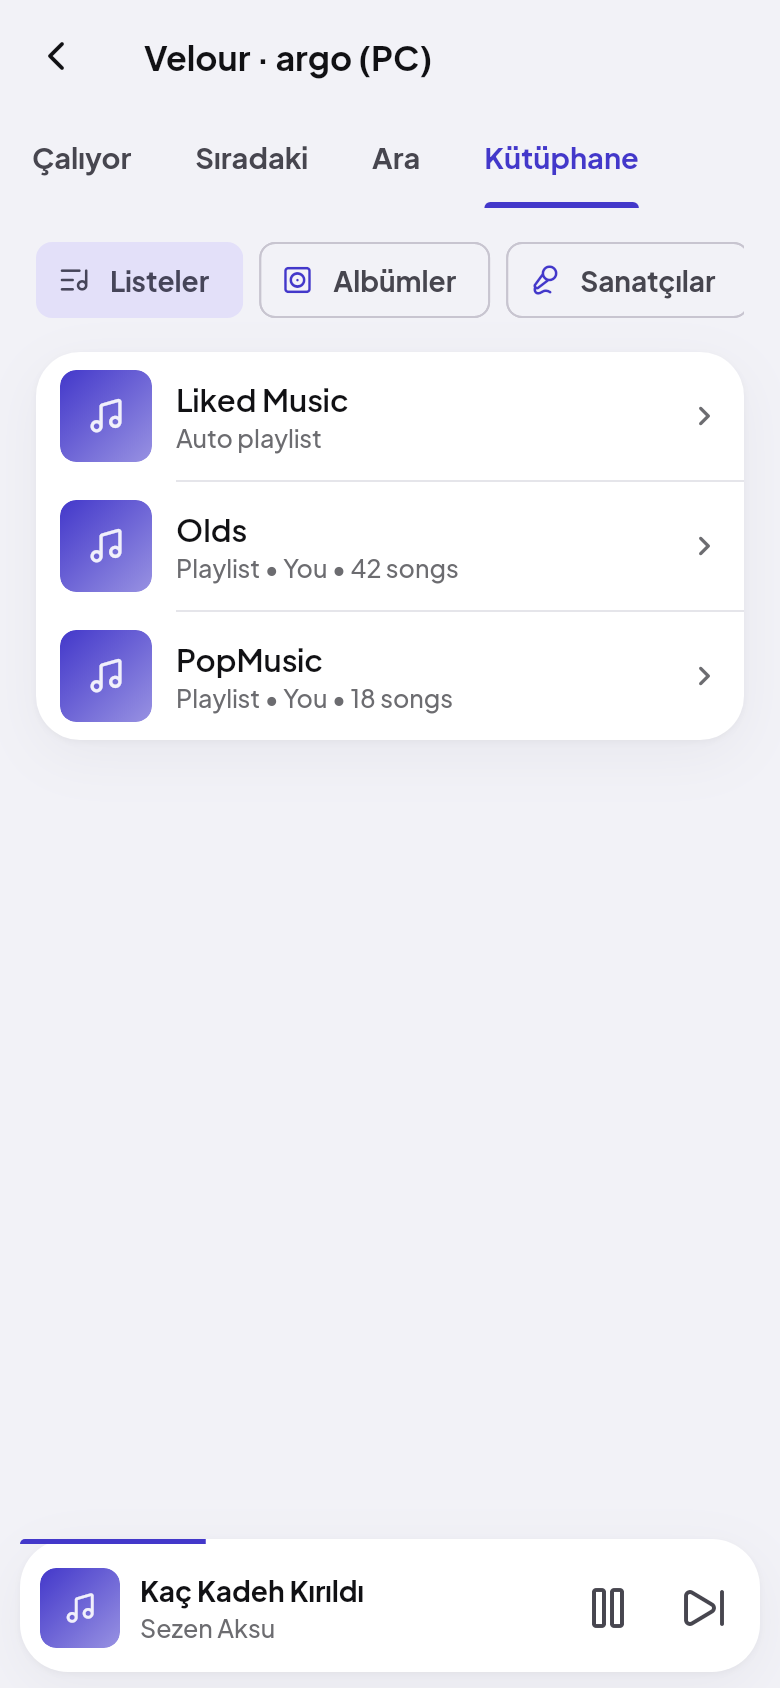 Velour · argo (PC)
Çalıyor Sıradaki Ara Kütüphane
Listeler Albümler Sanatçılar
Liked Music
Auto playlist
Olds
Playlist • You • 42 songs
PopMusic
Playlist • You • 18 songs
Kaç Kadeh Kırıldı
Sezen Aksu